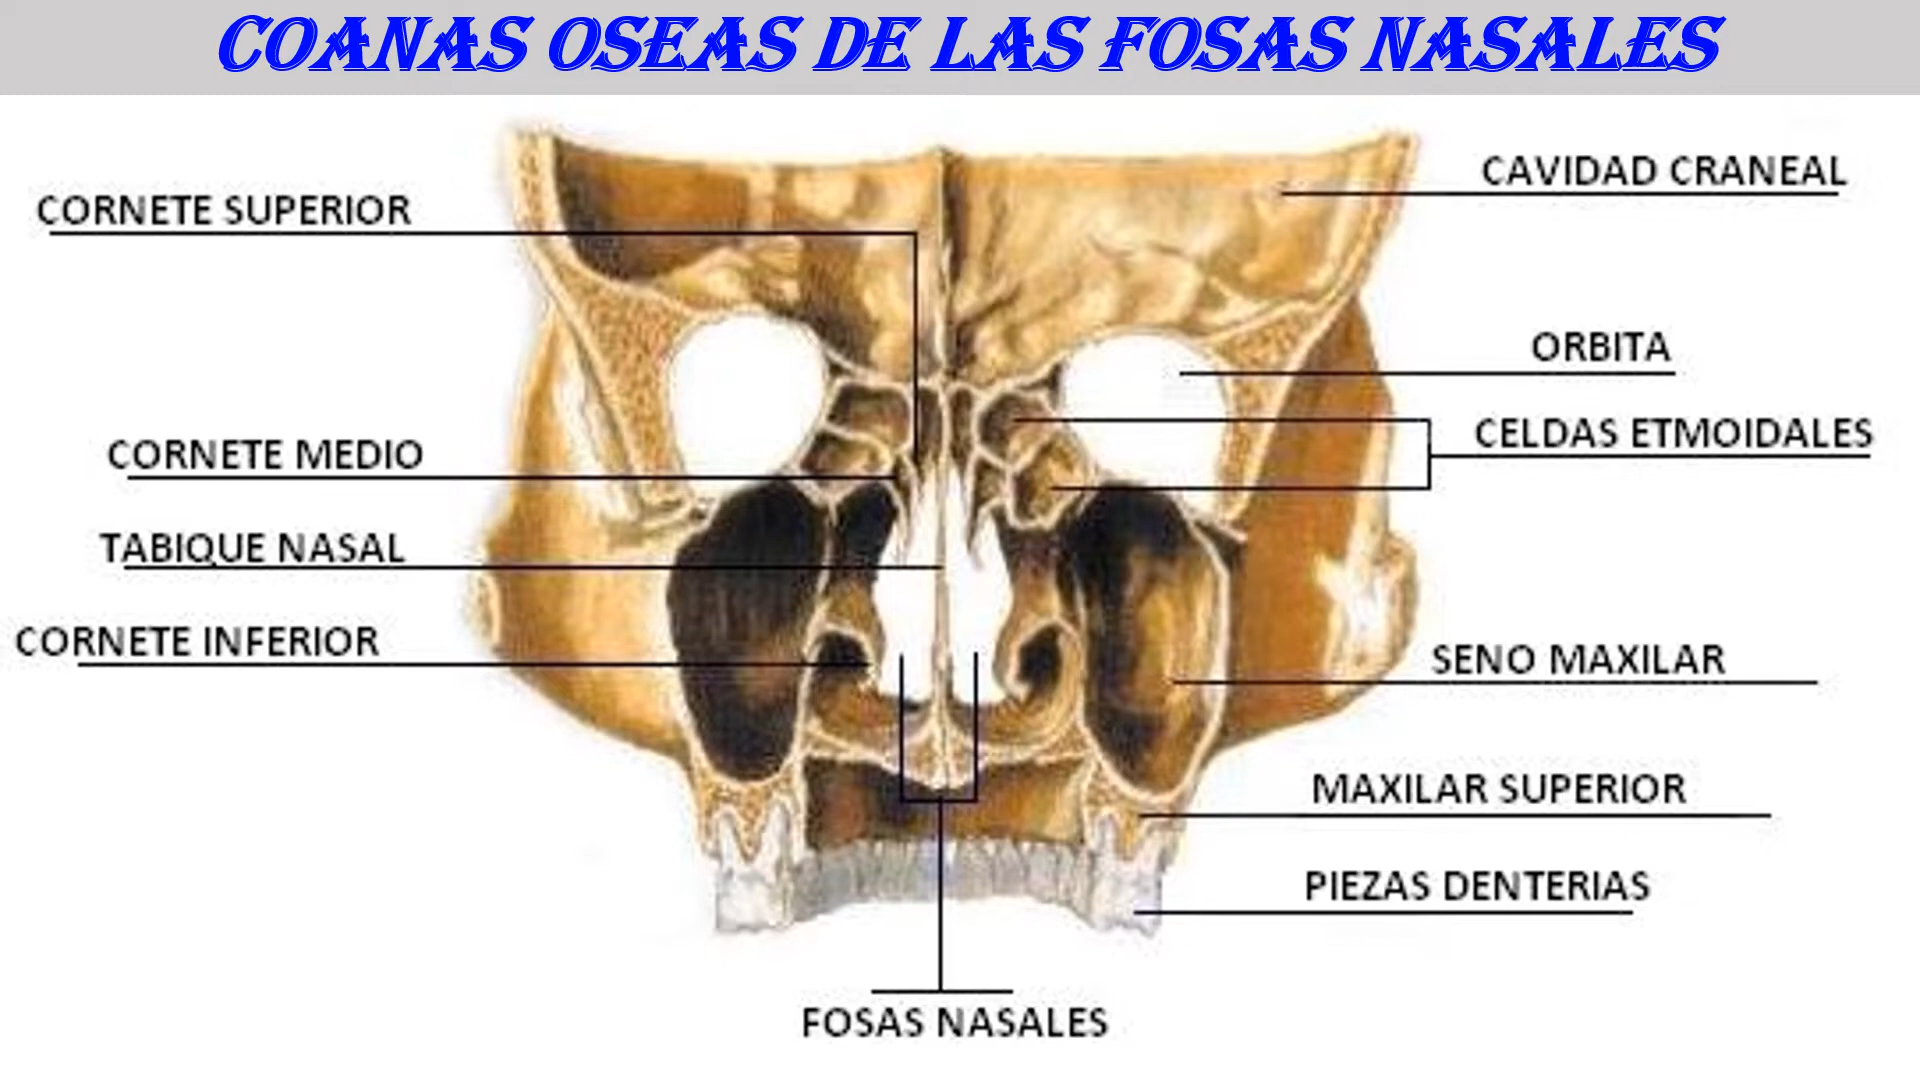 COANAS OSEAS DE LAS FOSAS NASALES
CORNETE SUPERIOR
CORNETE MEDIO
TABIQUE NASAL
CORNETE INFERIOR
CAVIDAD CRANEAL
ORBITA
CELDAS ETMOIDALES
SENO MAXILAR
MAXILAR SUPERIOR
PIEZAS DENTERIAS
FOSAS NASALES